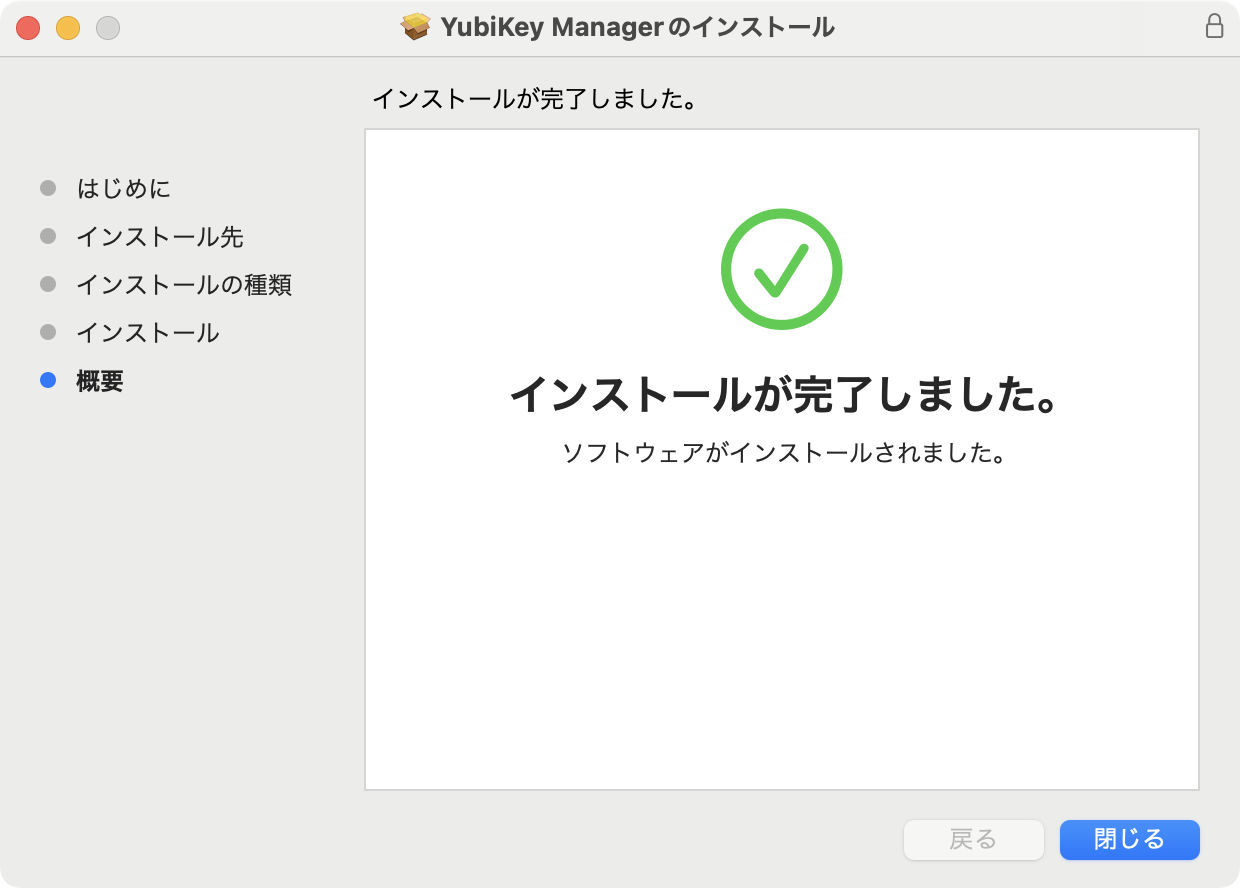 YubiKey Managerのインストール
インストールが完了しました。
はじめに
インストール先
インストールの種類
インストール
概要
インストールが完了しました。
ソフトウェアがインストールされました。
戻る
閉じる